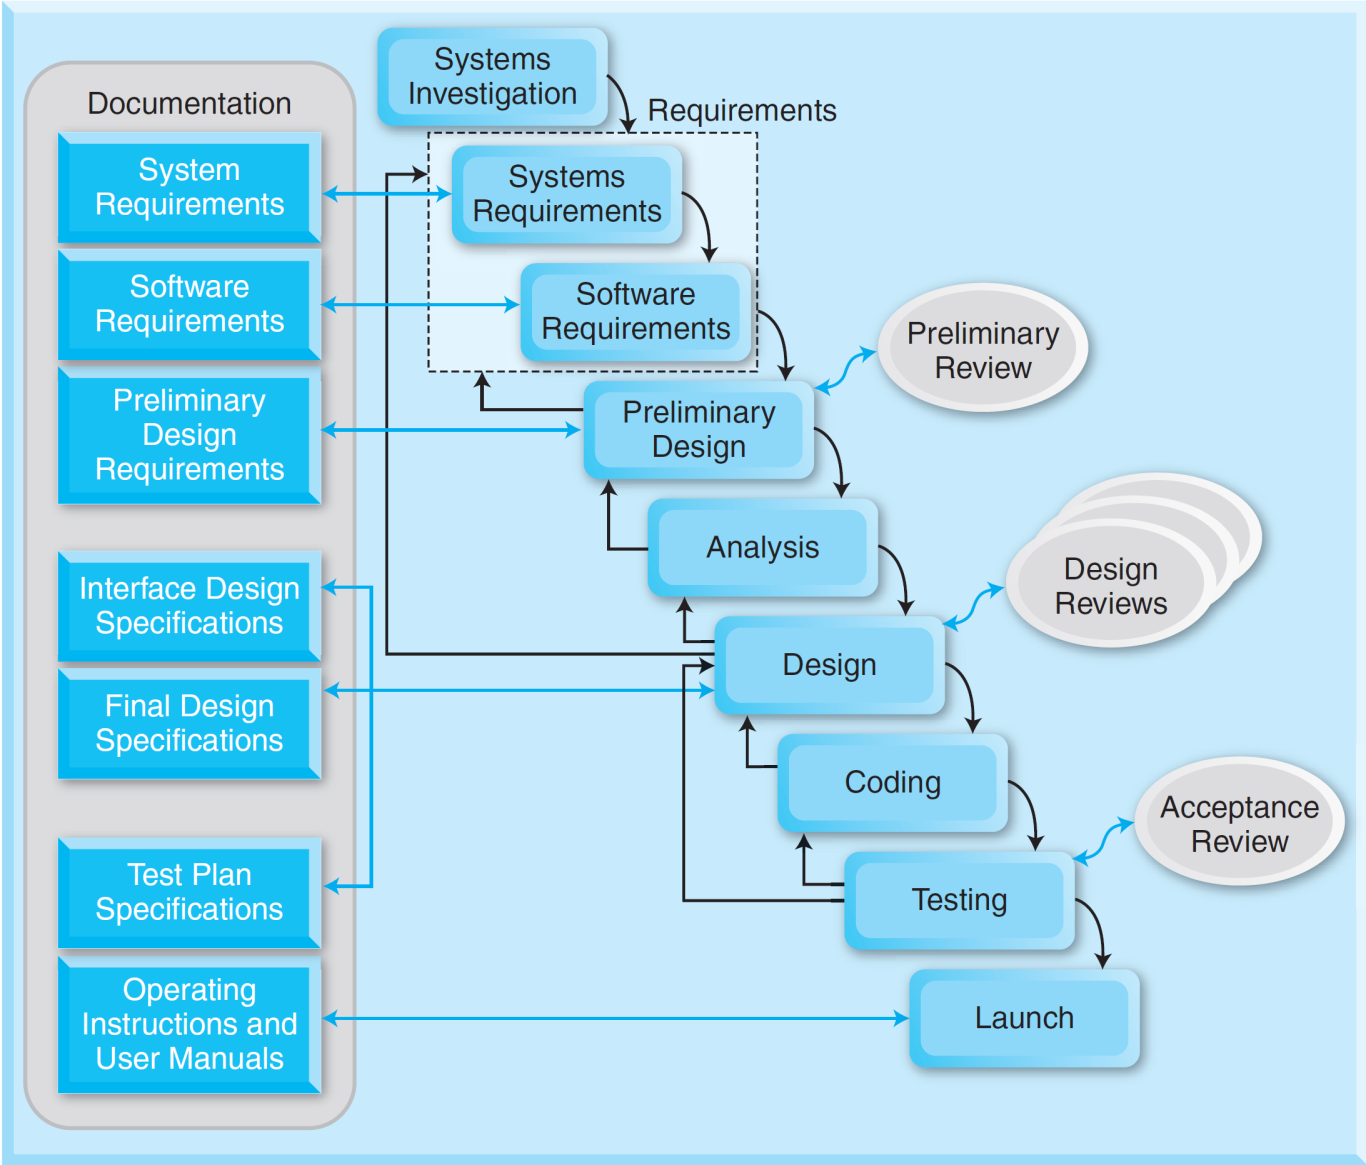 Documentation
System
Requirements
Software
Requirements
Preliminary
Design
Requirements
Interface Design
Specifications
Final Design
Specifications
Test Plan
Specifications
Operating
Instructions and
User Manuals
Systems
Investigation
Requirements
Systems
Requirements
Software
Requirements
Preliminary
Design
Analysis
Design
Coding
Testing
Launch
Preliminary
Review
Design
Reviews
Acceptance
Review